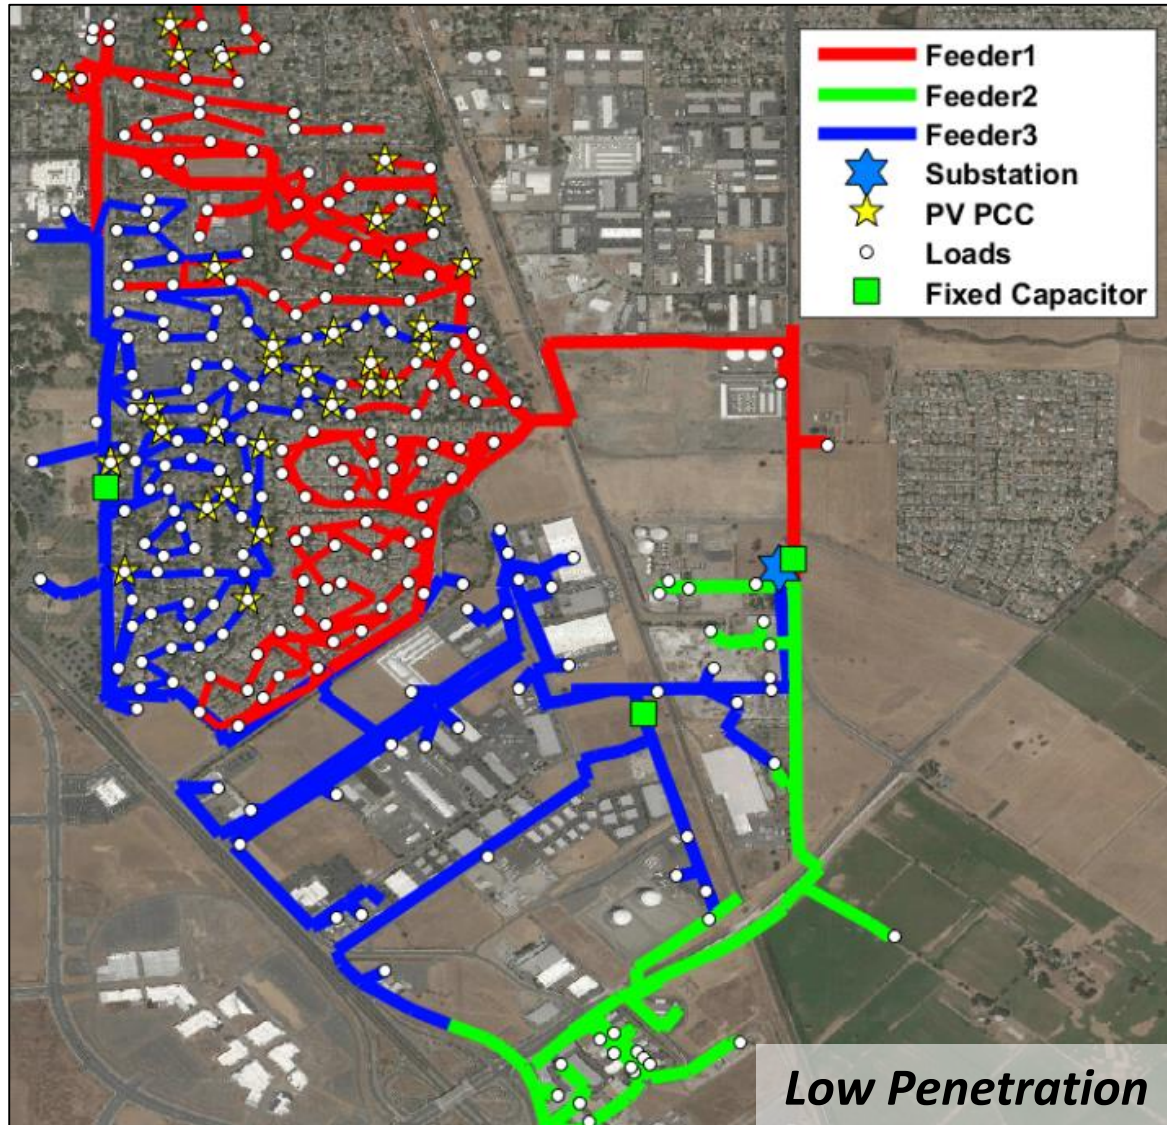 Feeder1
Feeder2
Feeder3
Substation
PV PCC
Loads
Fixed Capacitor
Low Penetration